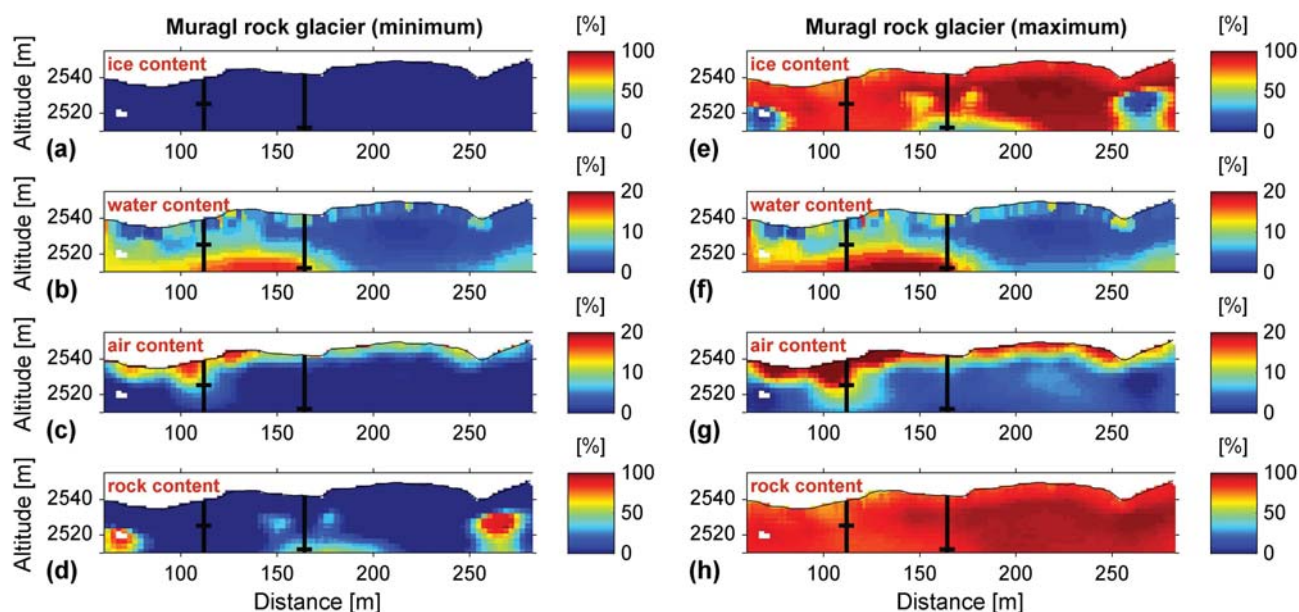 Muragl rock glacier (minimum)
[%]
Muragl rock glacier (maximum)
[%]
Altitude [m]
2540
2520
ice content
100
50
0
(a)
100
150
200
250
Altitude [m]
2540
2520
ice content
100
50
0
(e)
100
150
200
250
[%]
Altitude [m]
2540
2520
water content
20
10
0
(b)
100
150
200
250
[%]
Altitude [m]
2540
2520
water content
20
10
0
(f)
100
150
200
250
[%]
Altitude [m]
2540
2520
air content
20
10
0
(c)
100
150
200
250
[%]
Altitude [m]
2540
2520
air content
20
10
0
(g)
100
150
200
250
[%]
Altitude [m]
2540
2520
rock content
100
50
0
(d)
100
150
200
250
Distance [m]
[%]
Altitude [m]
2540
2520
rock content
100
50
0
(h)
100
150
200
250
Distance [m]